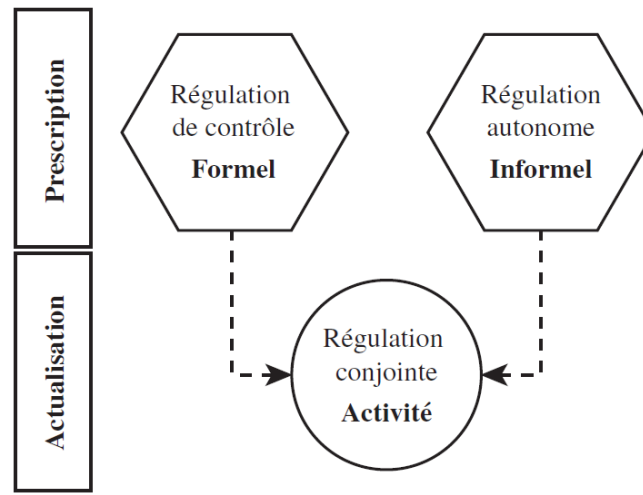 Prescription
Régulation
de contrôle
Formel
Régulation
autonome
Informel
Actualisation
Régulation
conjointe
Activité